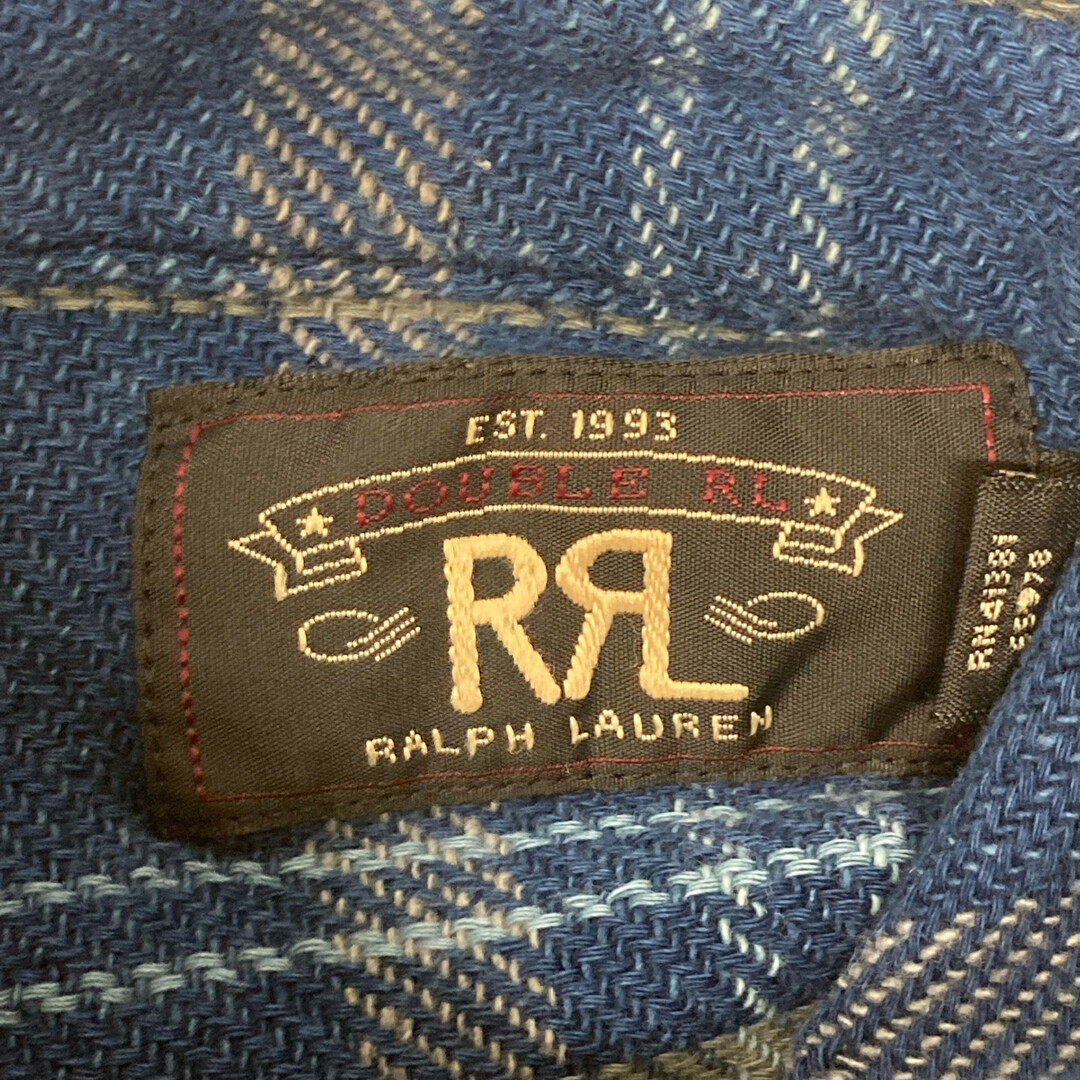 EST. 1993
DOUBLE RL
RRL
RALPH LAUREN
RN41381